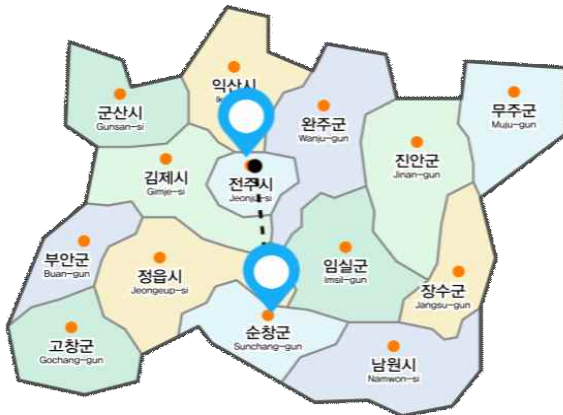 익산시
군산시
Gunsan-si
완주군
Wanju-gun
무주군
Muju-gun
진안군
Jinan-gun
김제시
Gimje-si
전주시
부안군
Buan-gun
정읍시
Jeongeup-si
임실군
Imsil-gun
장수군
Jangsu-gun
고창군
Gochang-gun
순창군
Sunchang-gun
남원시
Namwon-si